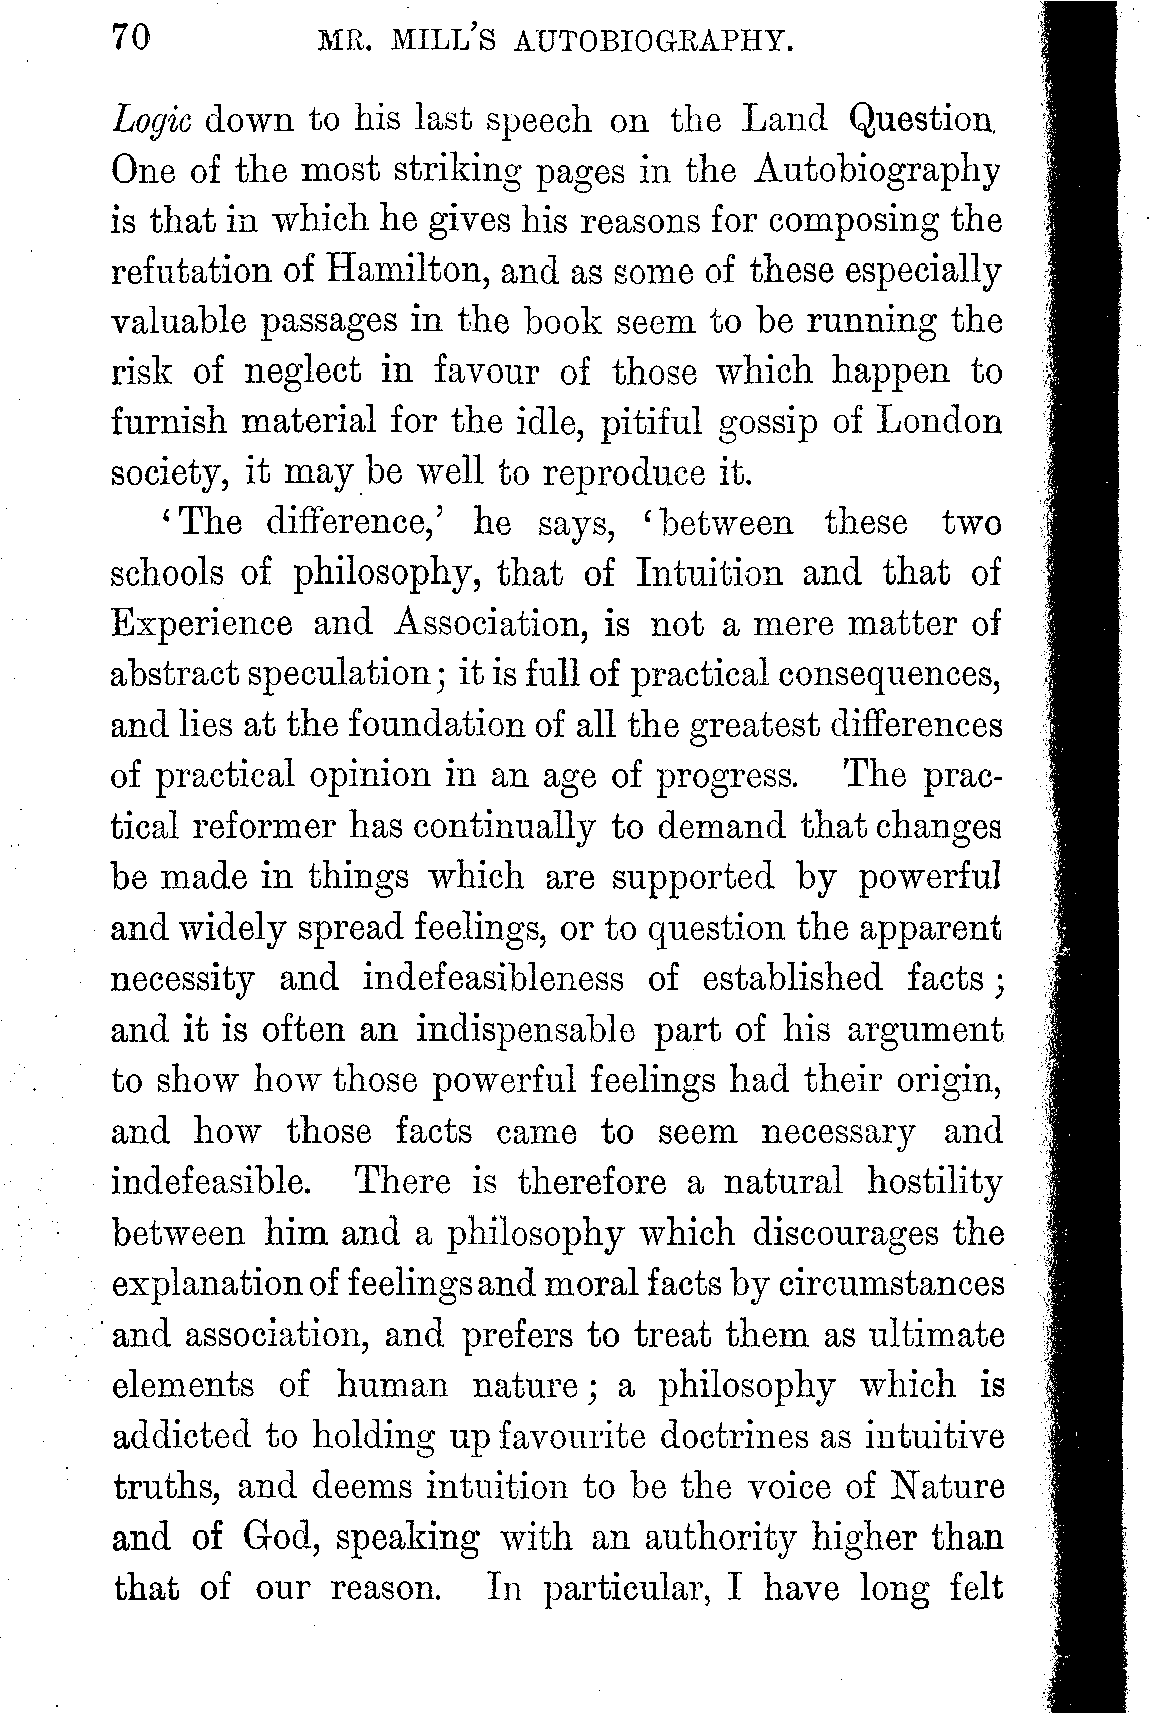 70 MR. MILL'S AUTOBIOGRAPHY.
Logic down to his last speech on the Land Question.
One of the most striking pages in the Autobiography
is that in which he gives his reasons for composing the
refutation of Hamilton, and as some of these especially
valuable passages in the book seem to be running the
risk of neglect in favour of those which happen to
furnish material for the idle, pitiful gossip of London
society, it may be well to reproduce it.
‘The difference,’ he says, ‘between these two
schools of philosophy, that of Intuition and that of
Experience and Association, is not a mere matter of
abstract speculation; it is full of practical consequences,
and lies at the foundation of all the greatest differences
of practical opinion in an age of progress. The prac-
tical reformer has continually to demand that changes
be made in things which are supported by powerful
and widely spread feelings, or to question the apparent
necessity and indefeasibleness of established facts;
and it is often an indispensable part of his argument
to show how those powerful feelings had their origin,
and how those facts came to seem necessary and
indefeasible. There is therefore a natural hostility
between him and a philosophy which discourages the
explanation of feelings and moral facts by circumstances
and association, and prefers to treat them as ultimate
elements of human nature; a philosophy which is
addicted to holding up favourite doctrines as intuitive
truths, and deems intuition to be the voice of Nature
and of God, speaking with an authority higher than
that of our reason. In particular, I have long felt